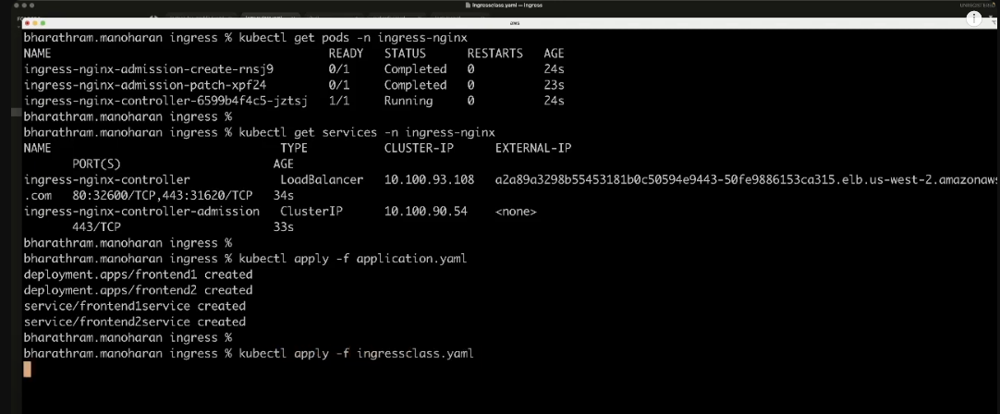 ingressclass.yaml — ingress
UNREGISTERED
aws
bharathram.manoharan ingress % kubectl get pods -n ingress-nginx
NAME READY STATUS RESTARTS AGE
ingress-nginx-admission-create-rnsj9 0/1 Completed 0 24s
ingress-nginx-admission-patch-xpf24 0/1 Completed 0 23s
ingress-nginx-controller-6599b4f4c5-jztsj 1/1 Running 0 24s
bharathram.manoharan ingress %
bharathram.manoharan ingress % kubectl get services -n ingress-nginx
NAME TYPE CLUSTER-IP EXTERNAL-IP
PORT(S) AGE
ingress-nginx-controller LoadBalancer 10.100.93.108 a2a89a3298b55453181b0c50594e9443-50fe9886153ca315.elb.us-west-2.amazonaws
.com 80:32600/TCP,443:31620/TCP 34s
ingress-nginx-controller-admission ClusterIP 10.100.90.54 <none>
443/TCP 33s
bharathram.manoharan ingress %
bharathram.manoharan ingress % kubectl apply -f application.yaml
deployment.apps/frontend1 created
deployment.apps/frontend2 created
service/frontend1service created
service/frontend2service created
bharathram.manoharan ingress %
bharathram.manoharan ingress % kubectl apply -f ingressclass.yaml